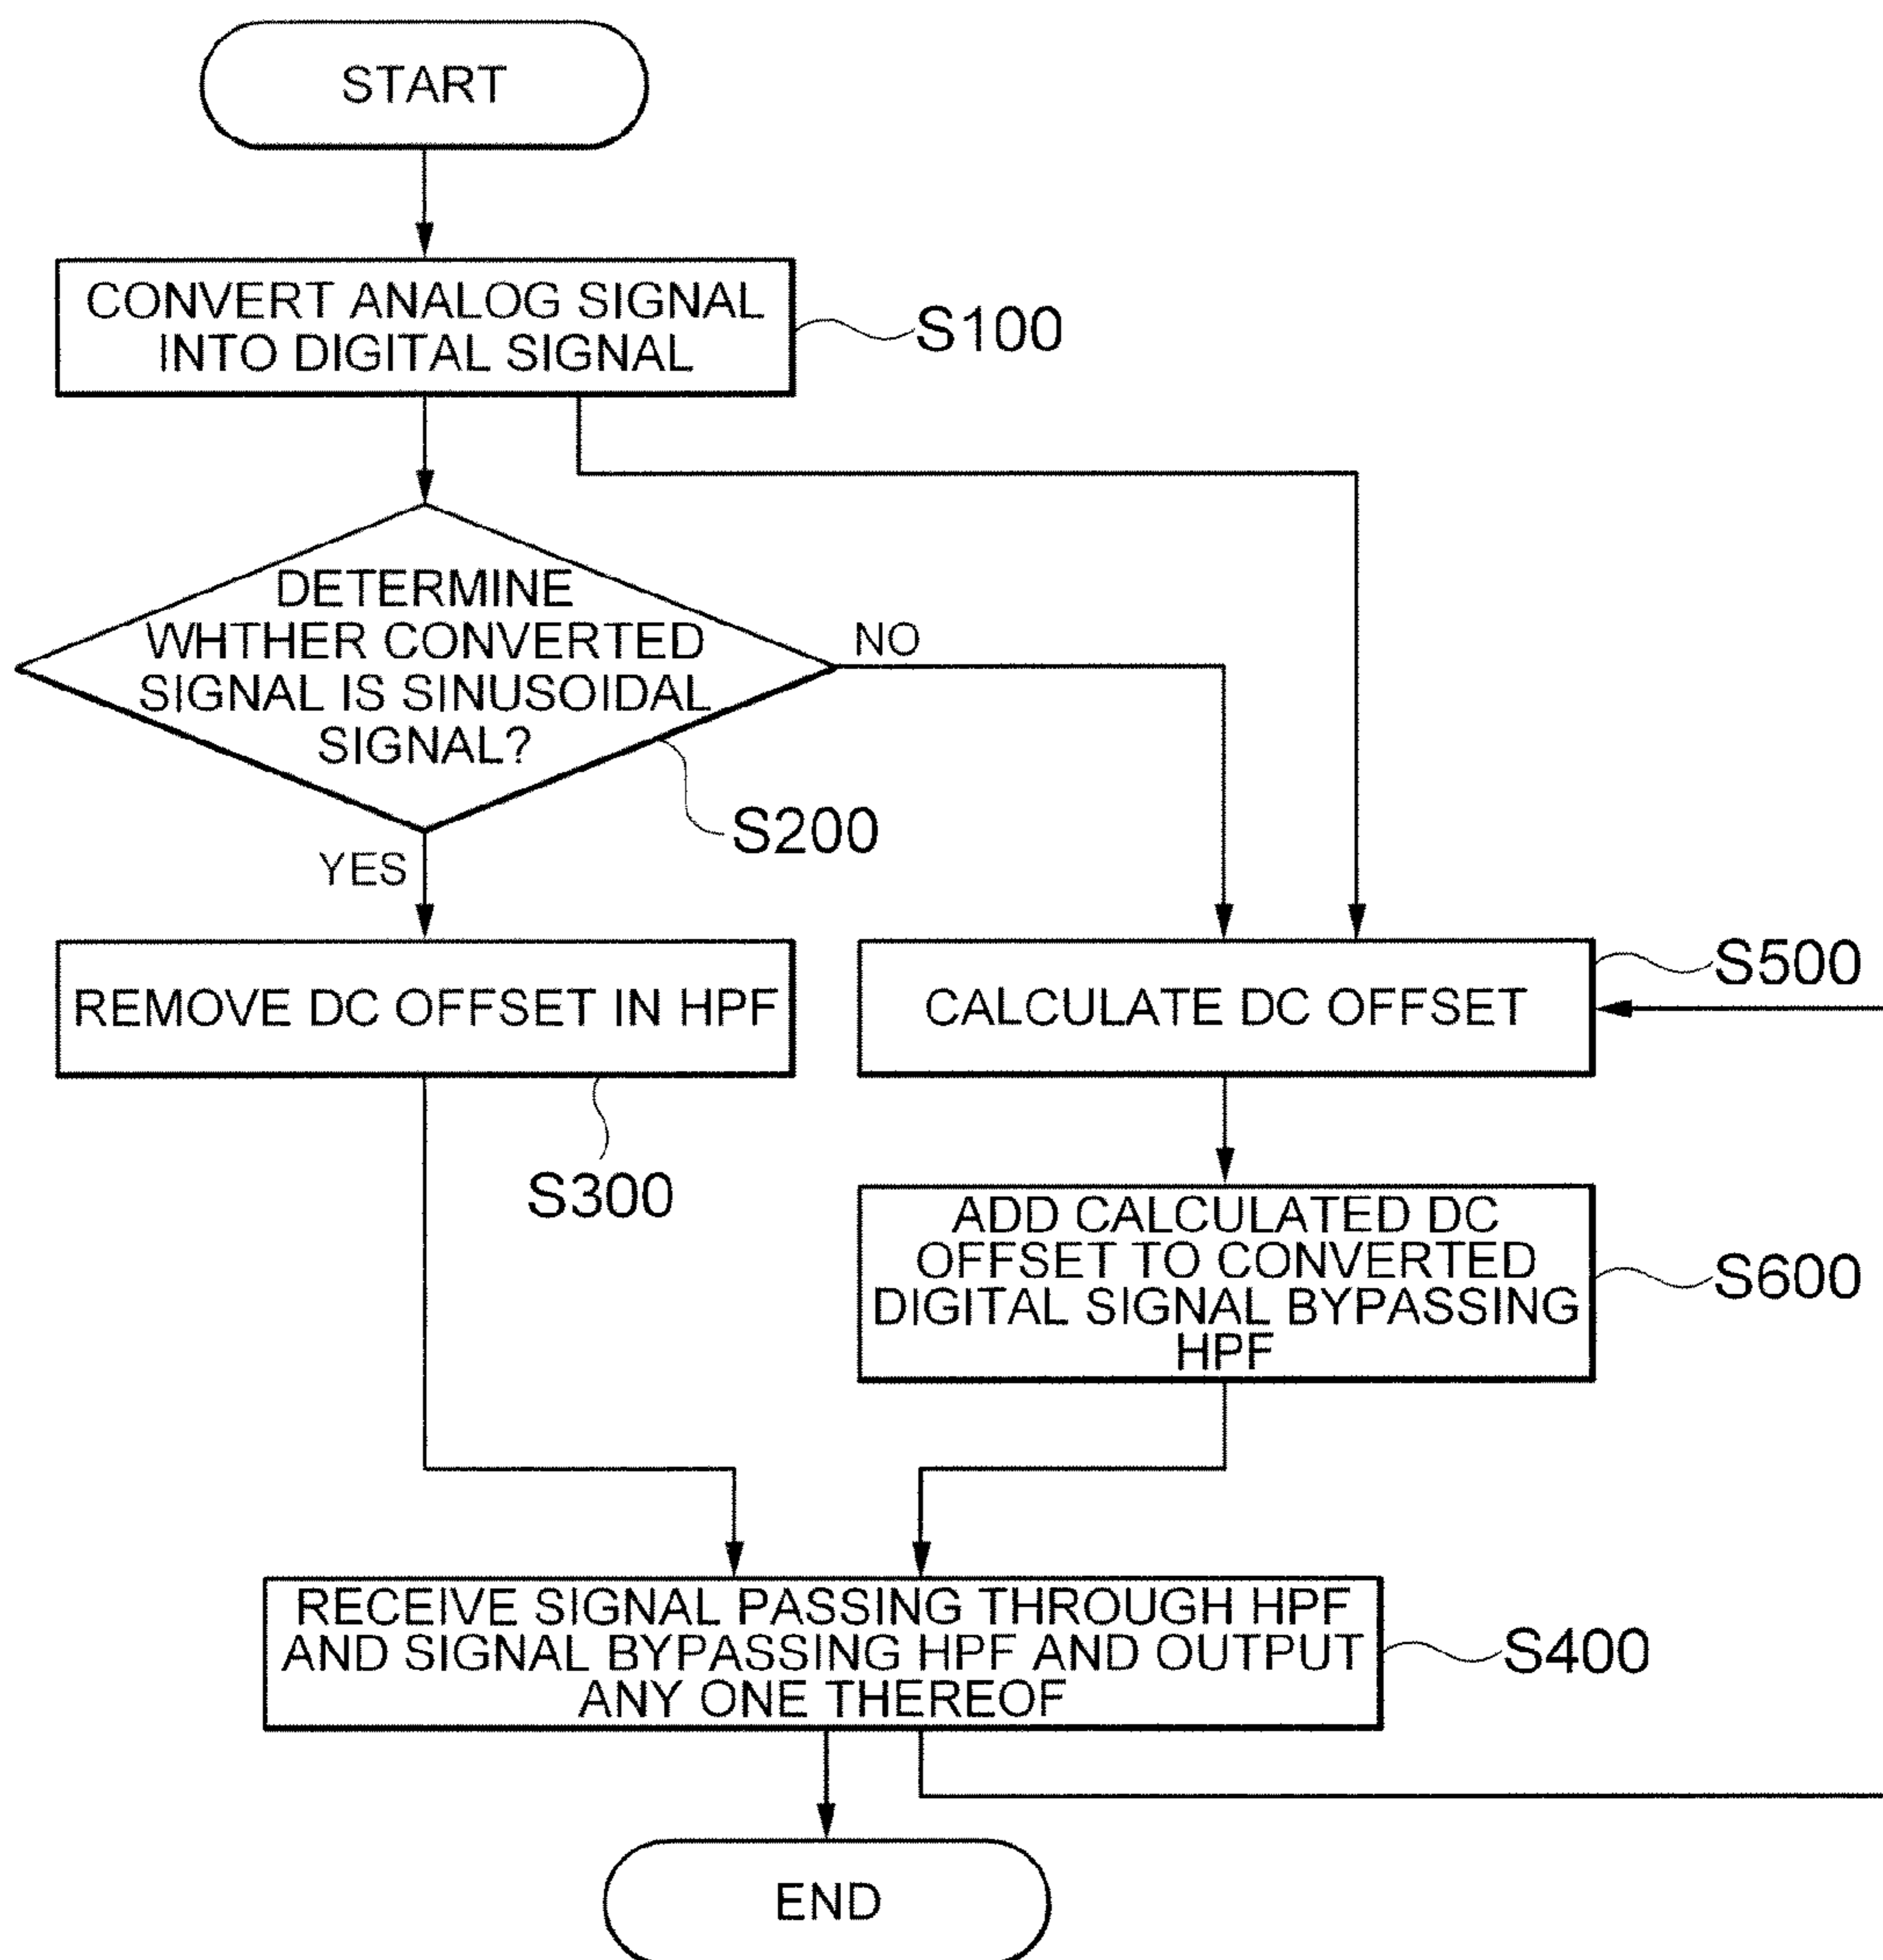 START
CONVERT ANALOG SIGNAL
INTO DIGITAL SIGNAL
S100
DETERMINE
WHTHER CONVERTED
SIGNAL IS SINUSOIDAL
SIGNAL?
NO
S200
YES
REMOVE DC OFFSET IN HPF
S300
CALCULATE DC OFFSET
S500
ADD CALCULATED DC
OFFSET TO CONVERTED
DIGITAL SIGNAL BYPASSING
HPF
S600
RECEIVE SIGNAL PASSING THROUGH HPF
AND SIGNAL BYPASSING HPF AND OUTPUT
ANY ONE THEREOF
S400
END